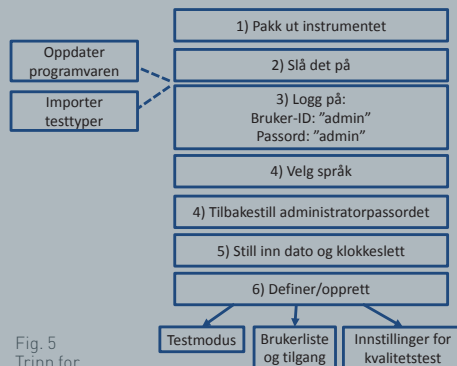 1) Pakk ut instrumentet
Oppdater
programvaren
2) Slå det på
Importer
testtyper
3) Logg på:
Bruker-ID: ”admin”
Passord: ”admin”
4) Velg språk
4) Tilbakestill administratorpassordet
5) Still inn dato og klokkeslett
6) Definer/opprett
Testmodus
Brukerliste
og tilgang
Innstillinger for
kvalitetstest
Fig. 5
Trinn for